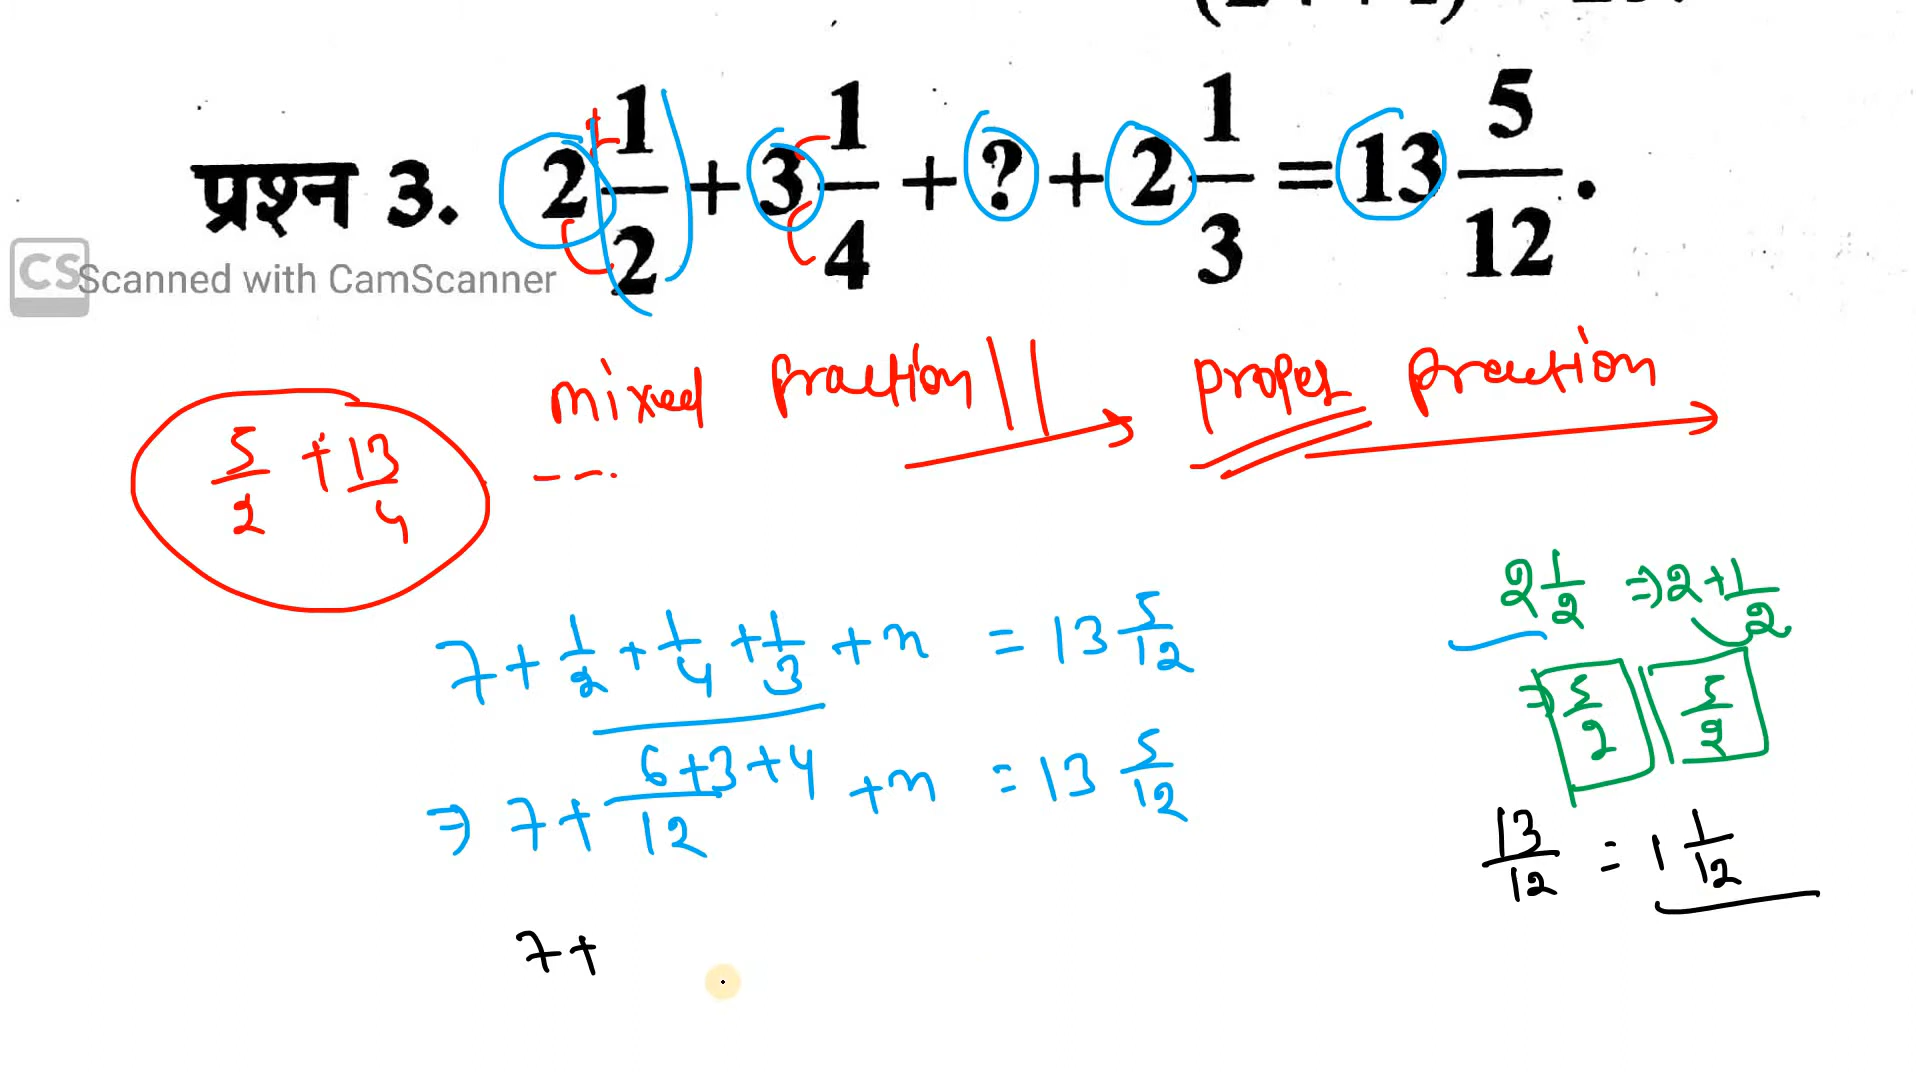 प्रश्न 3. 2 1/2 + 3 1/4 + ? + 2 1/3 = 13 5/12.
CS Scanned with CamScanner
mixed fraction || proper fraction
5/2 + 13/4
2 1/2 ⇒ 2 + 1/2
7 + 1/2 + 1/4 + 1/3 + n = 13 5/12
⇒ 5/2 5/2
⇒ 7 + 6+3+4/12 + n = 13 5/12
13/12 = 1 1/12
7+